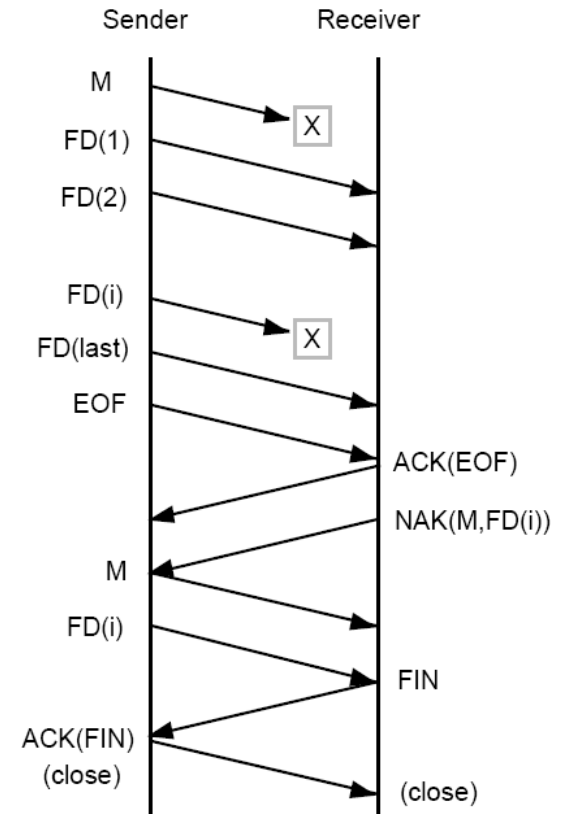 Sender
Receiver
M
X
FD(1)
FD(2)
FD(i)
X
FD(last)
EOF
ACK(EOF)
NAK(M,FD(i))
M
FD(i)
FIN
ACK(FIN)
(close)
(close)